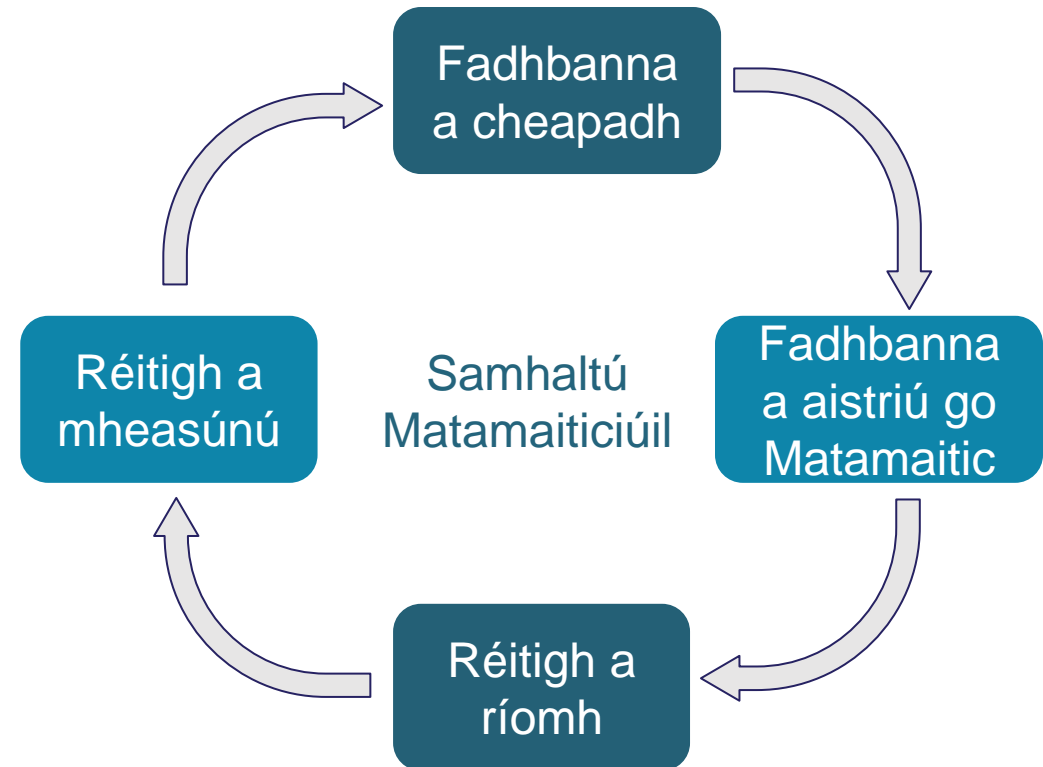 Fadhbanna
a cheapadh
Fadhbanna
a aistriú go
Matamaitic
Réitigh a
ríomh
Réitigh a
mheasúnú
Samhaltú
Matamaiticiúil